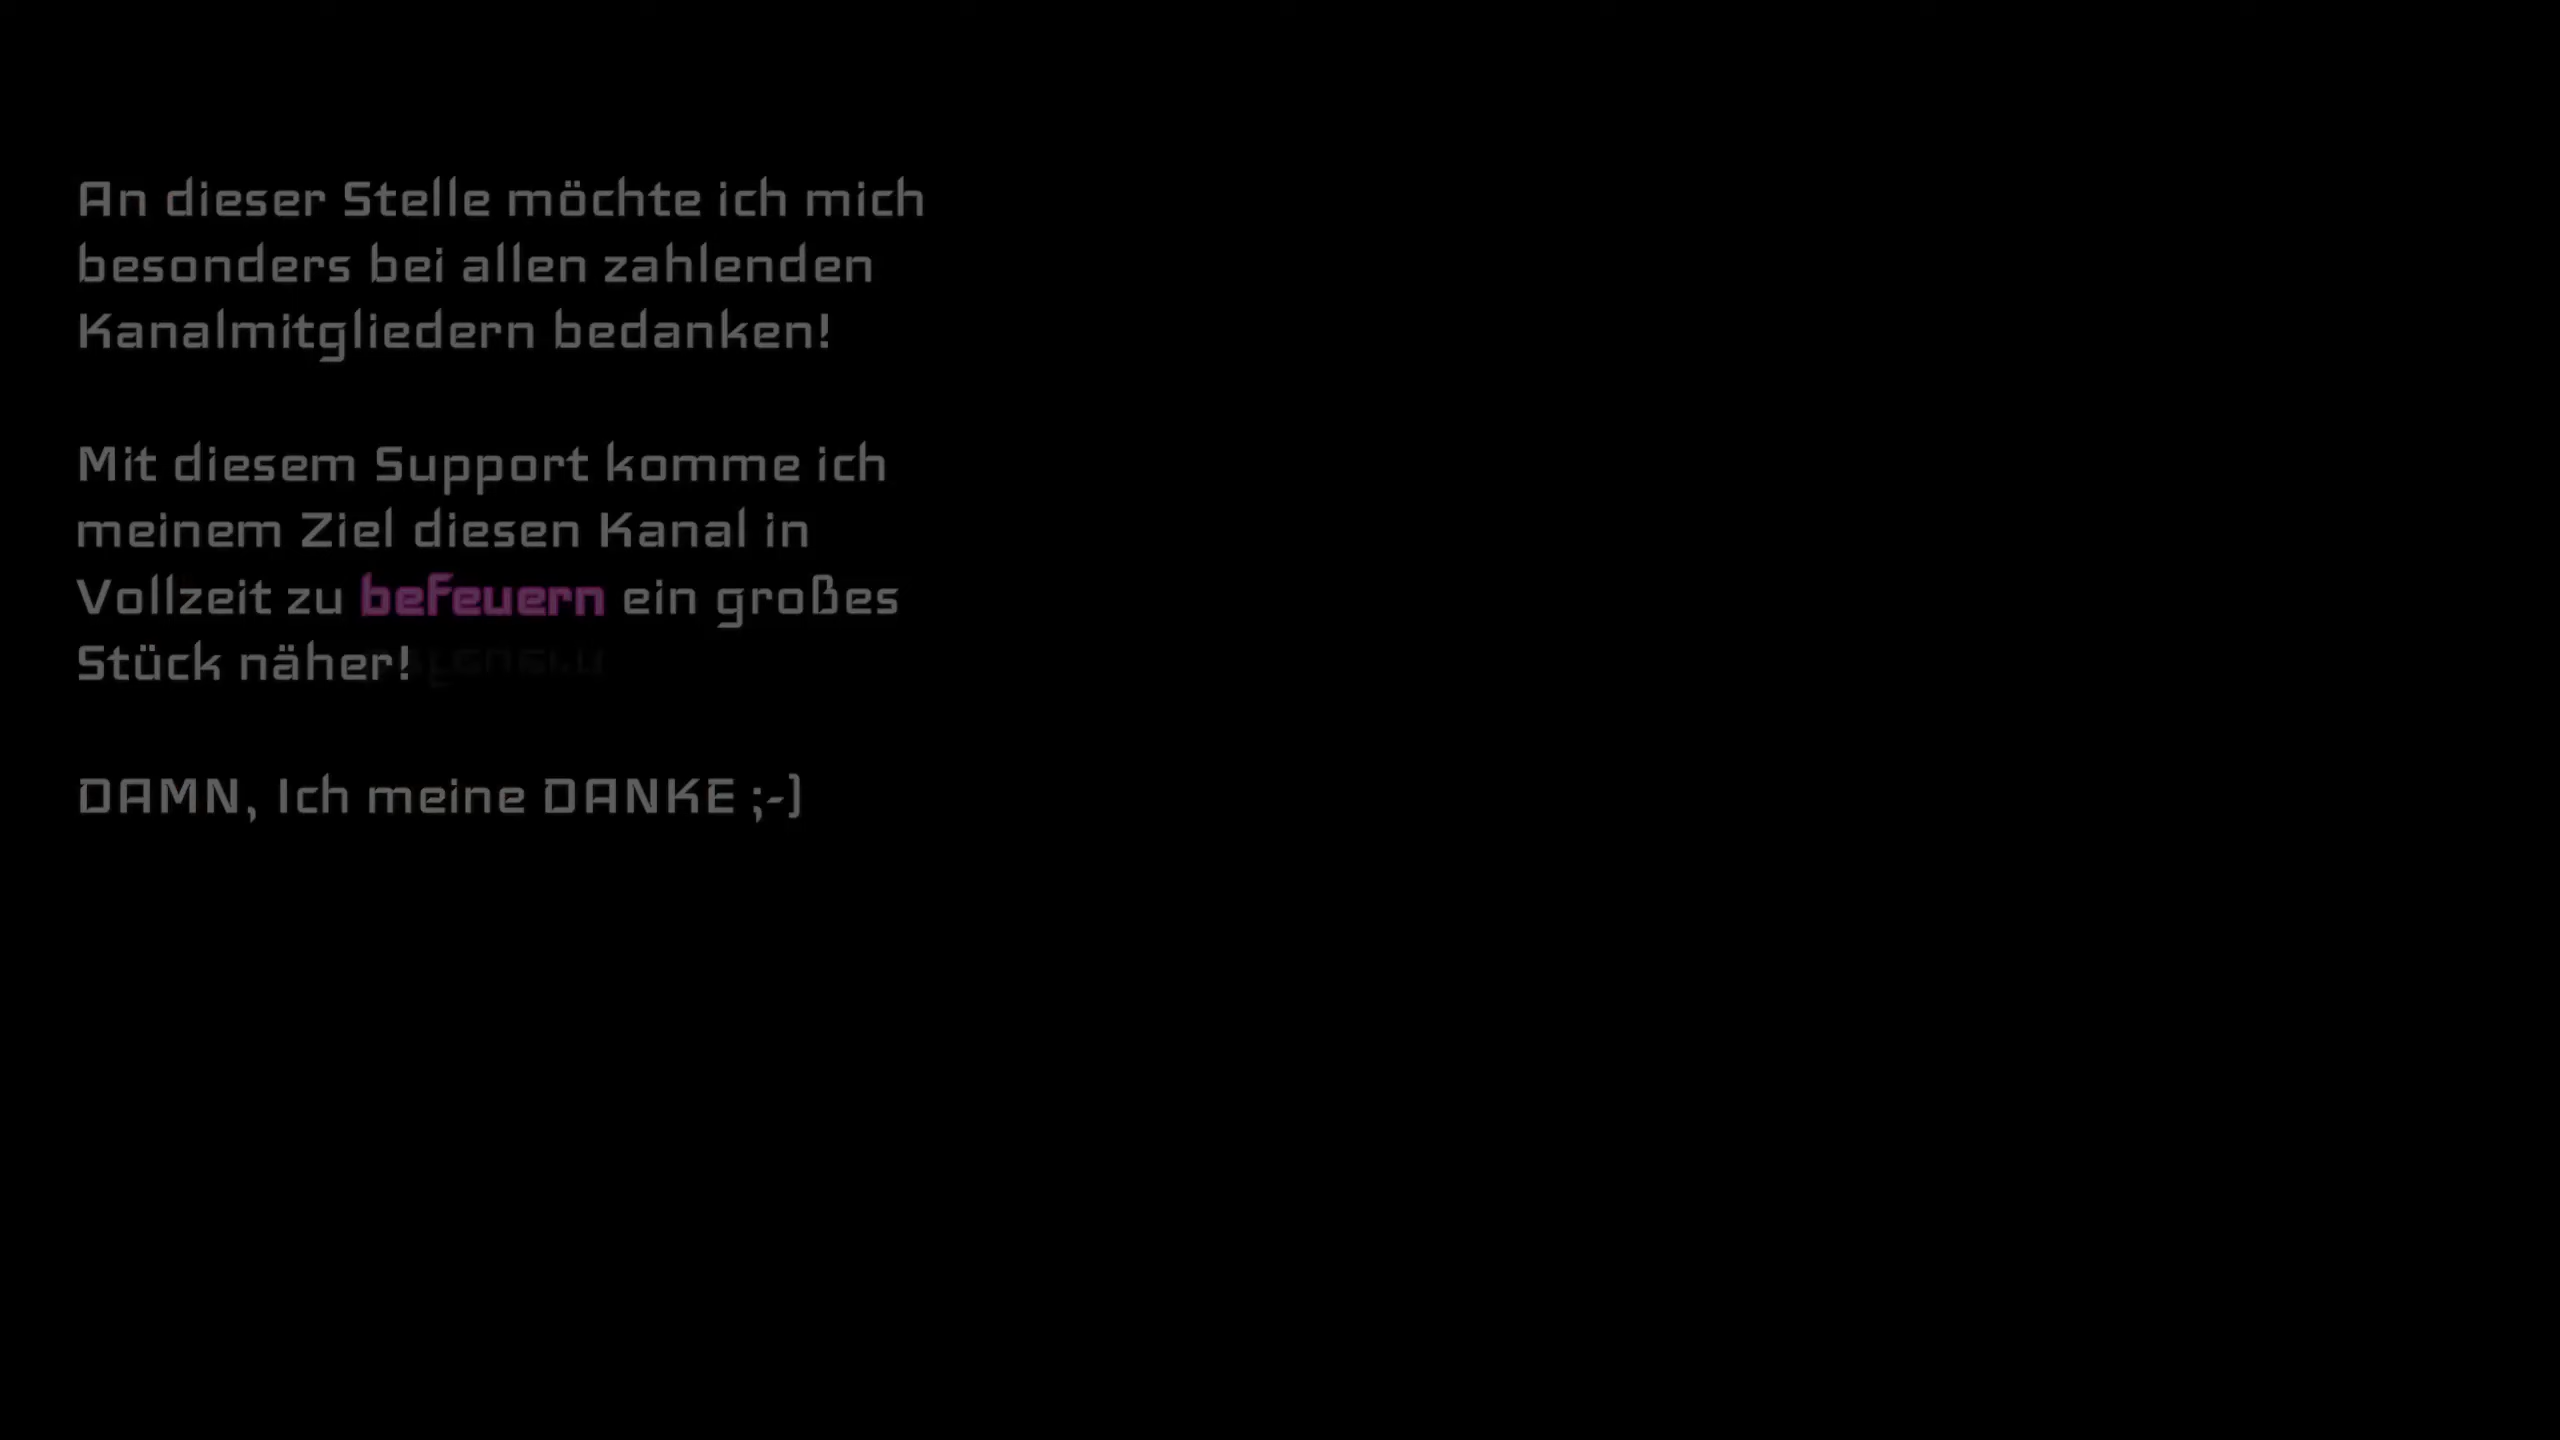 An dieser Stelle möchte ich mich
besonders bei allen zahlenden
Kanalmitgliedern bedanken!
Mit diesem Support komme ich
meinem Ziel diesen Kanal in
Vollzeit zu befeuern ein großes
Stück näher!
DAMN, Ich meine DANKE ;-)